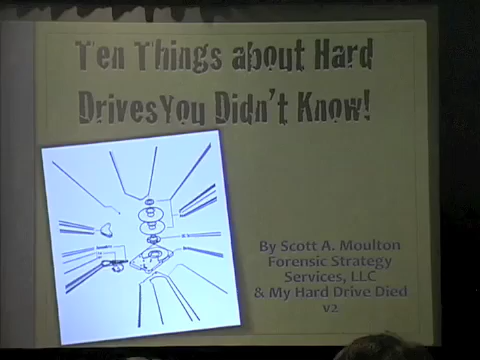 Ten Things about Hard
DrivesYou Didn't Know!
By Scott A. Moulton
Forensic Strategy
Services, LLC
& My Hard Drive Died
v2